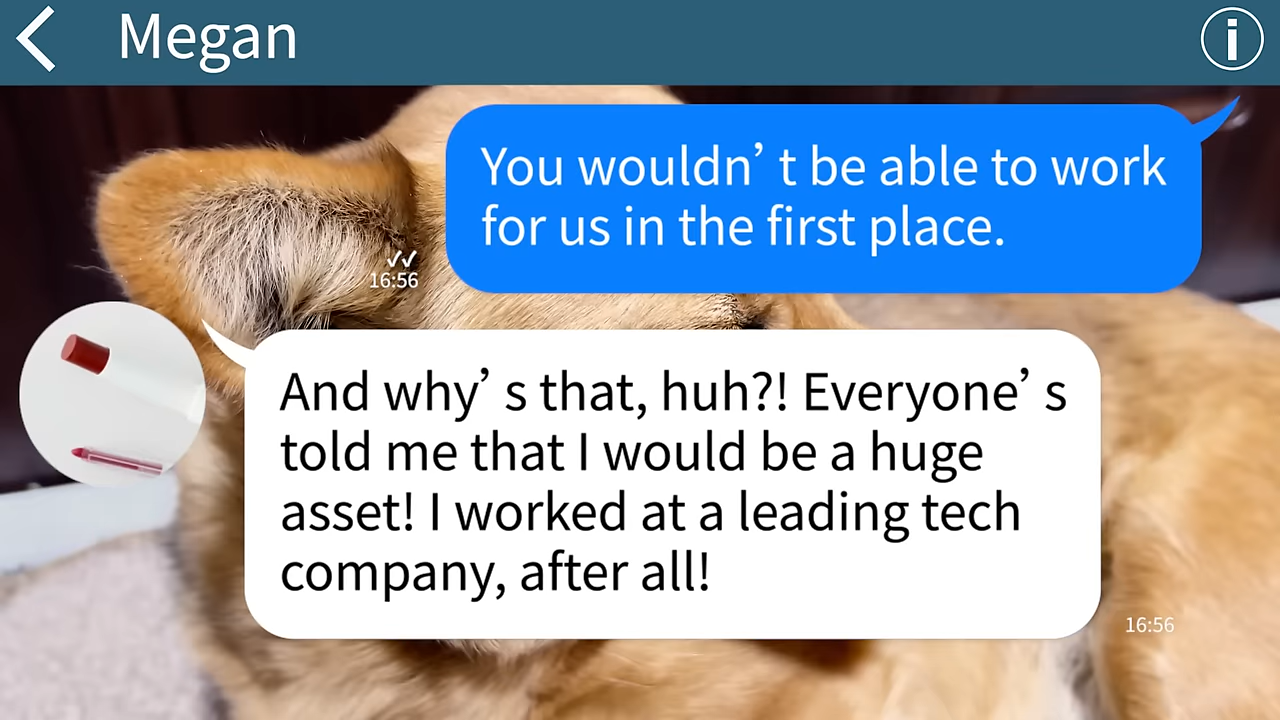 Megan
You wouldn’t be able to work
for us in the first place.
16:56
And why’s that, huh?! Everyone’s
told me that I would be a huge
asset! I worked at a leading tech
company, after all!
16:56